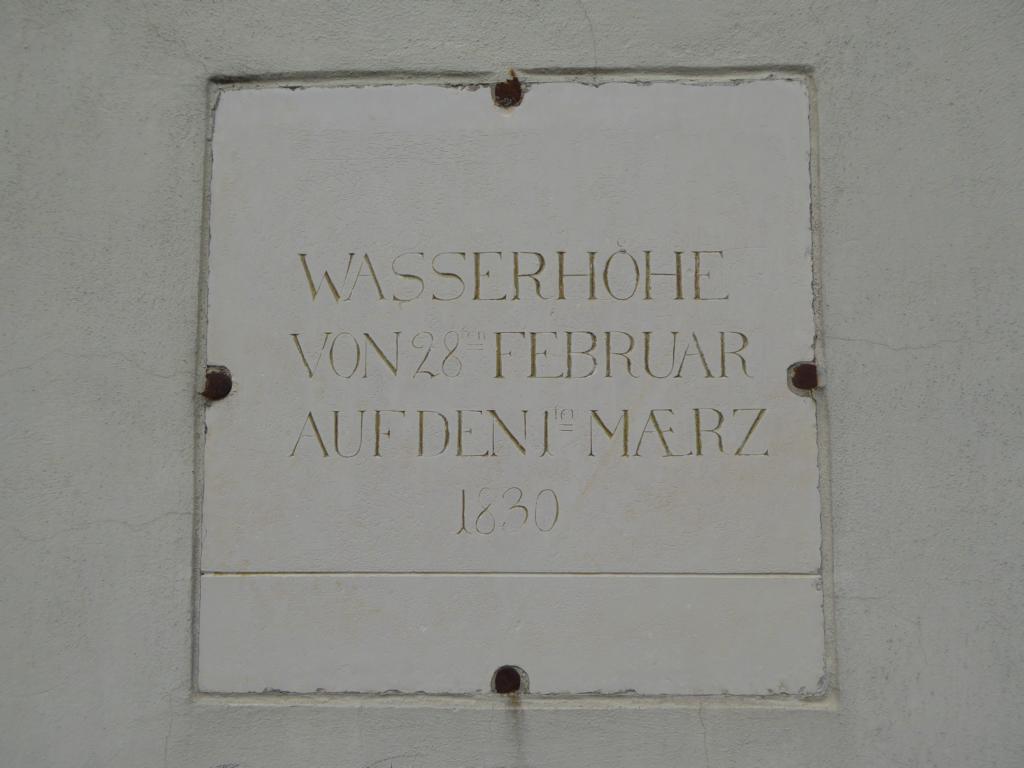 WASSERHÖHE
VON 28ten FEBRUAR
AUF DEN 1ten MÆRZ
1830